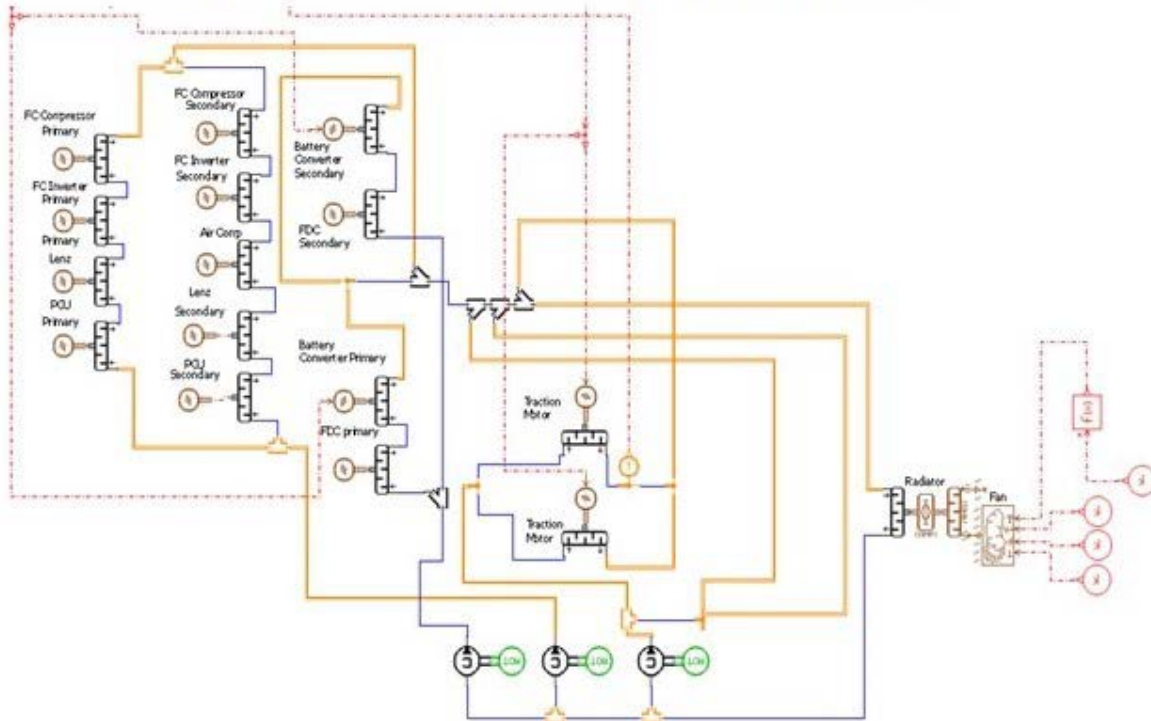 FC Compressor
Primary
FC Inverter
Primary
Primary
Lenz
PCU
Primary
FC Compressor
Secondary
FC Inverter
Secondary
Air Comp
Lenz
Secondary
PCU
Secondary
Battery
Converter
Secondary
FDC
Secondary
Battery
Converter Primary
FDC primary
Traction
Motor
Traction
Motor
Radiator
Fan
f(x)